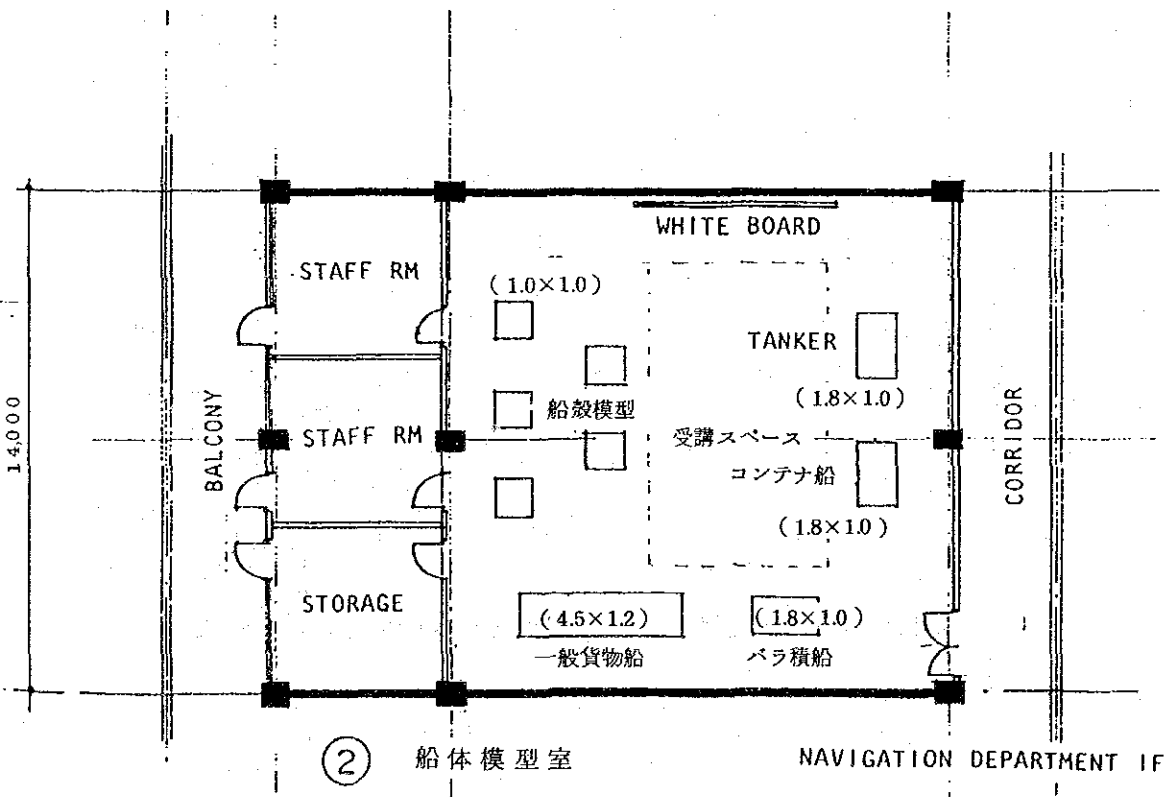 WHITE BOARD
STAFF RM
(1.0×1.0)
TANKER
(1.8×1.0)
船殻模型
14,000
BALCONY
STAFF RM
受講スペース
コンテナ船
(1.8×1.0)
CORRIDOR
STORAGE
(4.5×1.2)
(1.8×1.0)
一般貨物船
バラ積船
② 船体模型室
NAVIGATION DEPARTMENT 1F